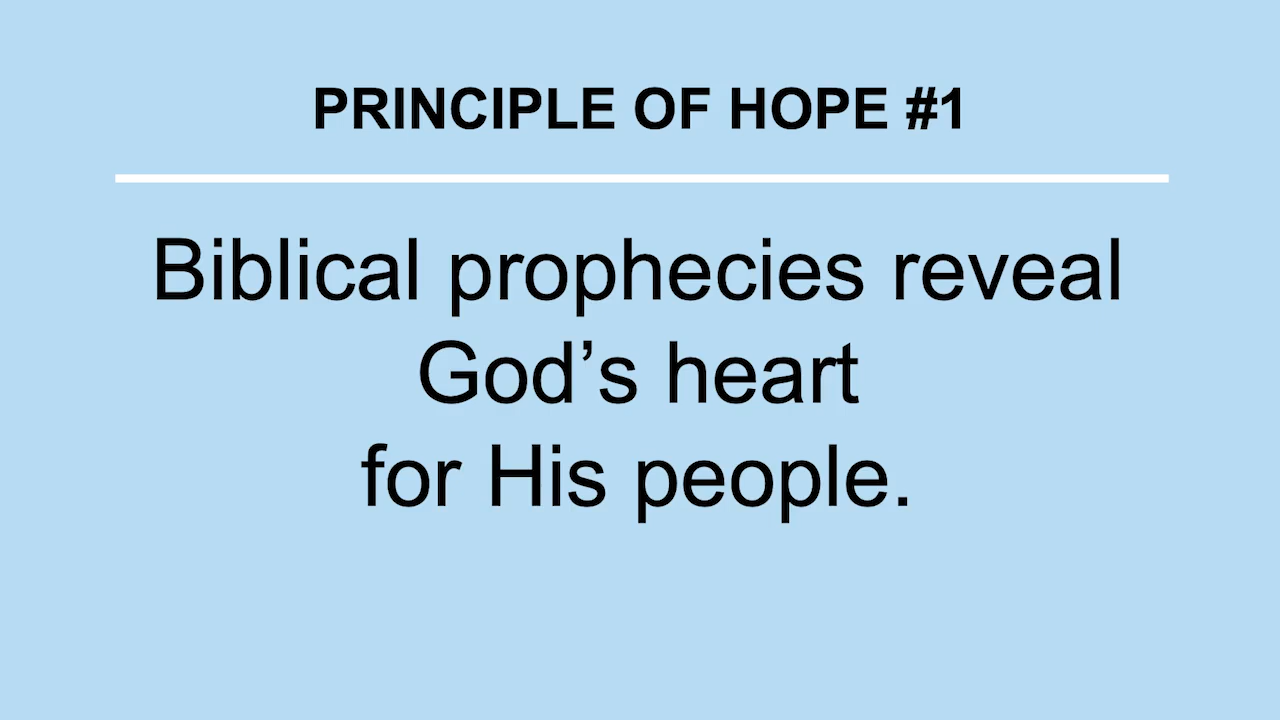 PRINCIPLE OF HOPE #1
Biblical prophecies reveal
God’s heart
for His people.